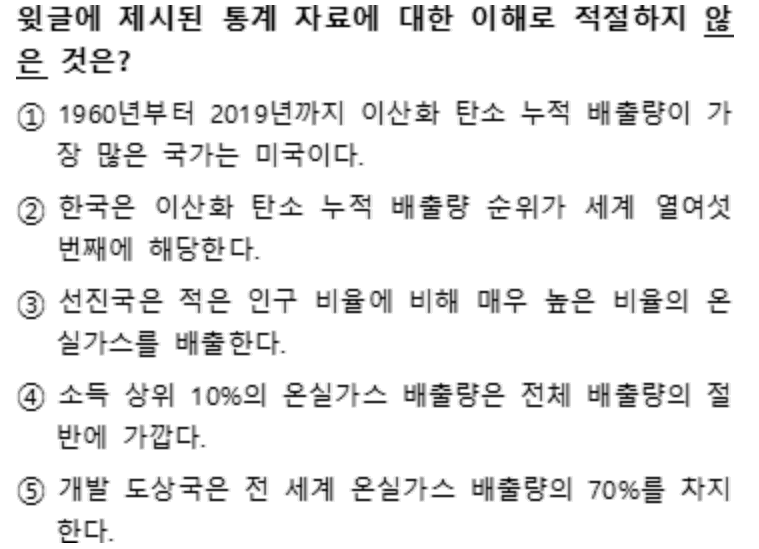 윗글에 제시된 통계 자료에 대한 이해로 적절하지 않
은 것은?
① 1960년부터 2019년까지 이산화 탄소 누적 배출량이 가
장 많은 국가는 미국이다.
② 한국은 이산화 탄소 누적 배출량 순위가 세계 열여섯
번째에 해당한다.
③ 선진국은 적은 인구 비율에 비해 매우 높은 비율의 온
실가스를 배출한다.
④ 소득 상위 10%의 온실가스 배출량은 전체 배출량의 절
반에 가깝다.
⑤ 개발 도상국은 전 세계 온실가스 배출량의 70%를 차지
한다.